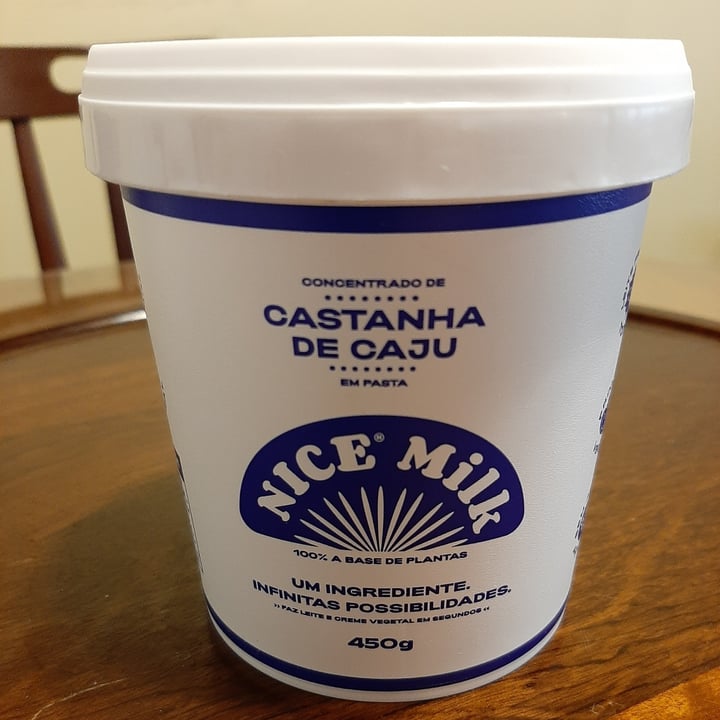 CONCENTRADO DE
CASTANHA
DE CAJU
EM PASTA
NICE® Milk
100% A BASE DE PLANTAS
UM INGREDIENTE.
INFINITAS POSSIBILIDADES.
›› FAZ LEITE E CREME VEGETAL EM SEGUNDOS ‹‹
450g